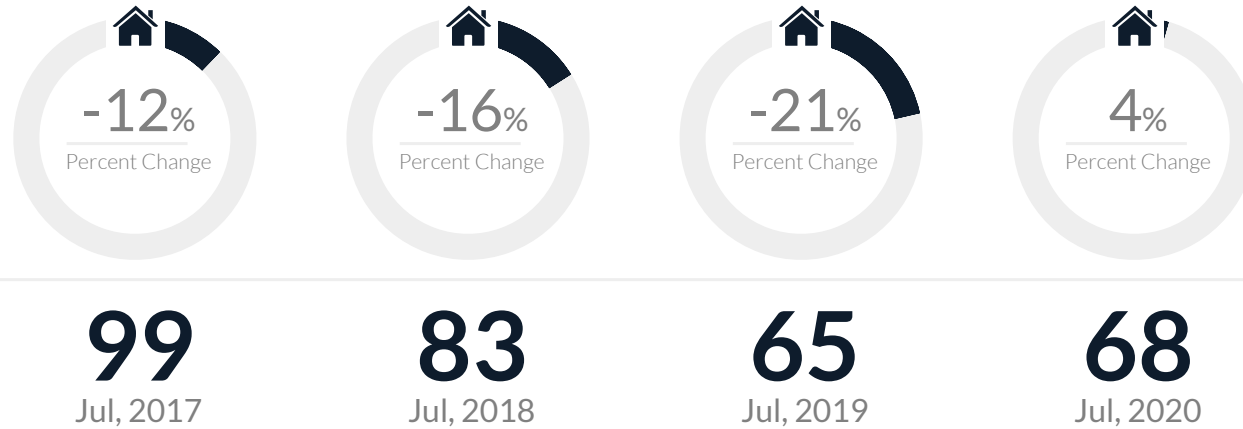 -12% -16% -21% 4%
Percent Change Percent Change Percent Change Percent Change
99 83 65 68
Jul, 2017 Jul, 2018 Jul, 2019 Jul, 2020